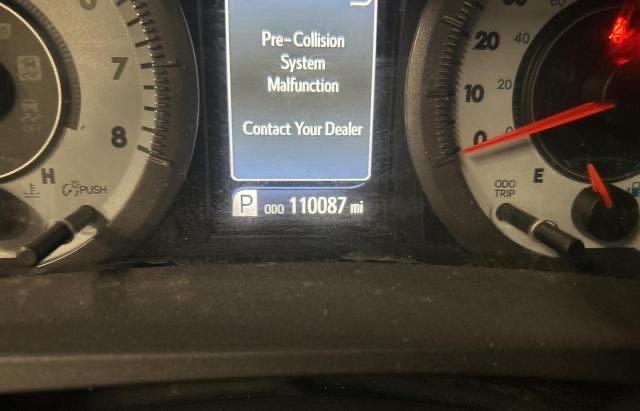 Pre-Collision
System
Malfunction
Contact Your Dealer
P ODO 110087 mi
7
8
H
PUSH
20 40
10 20
0
ODO
TRIP
E